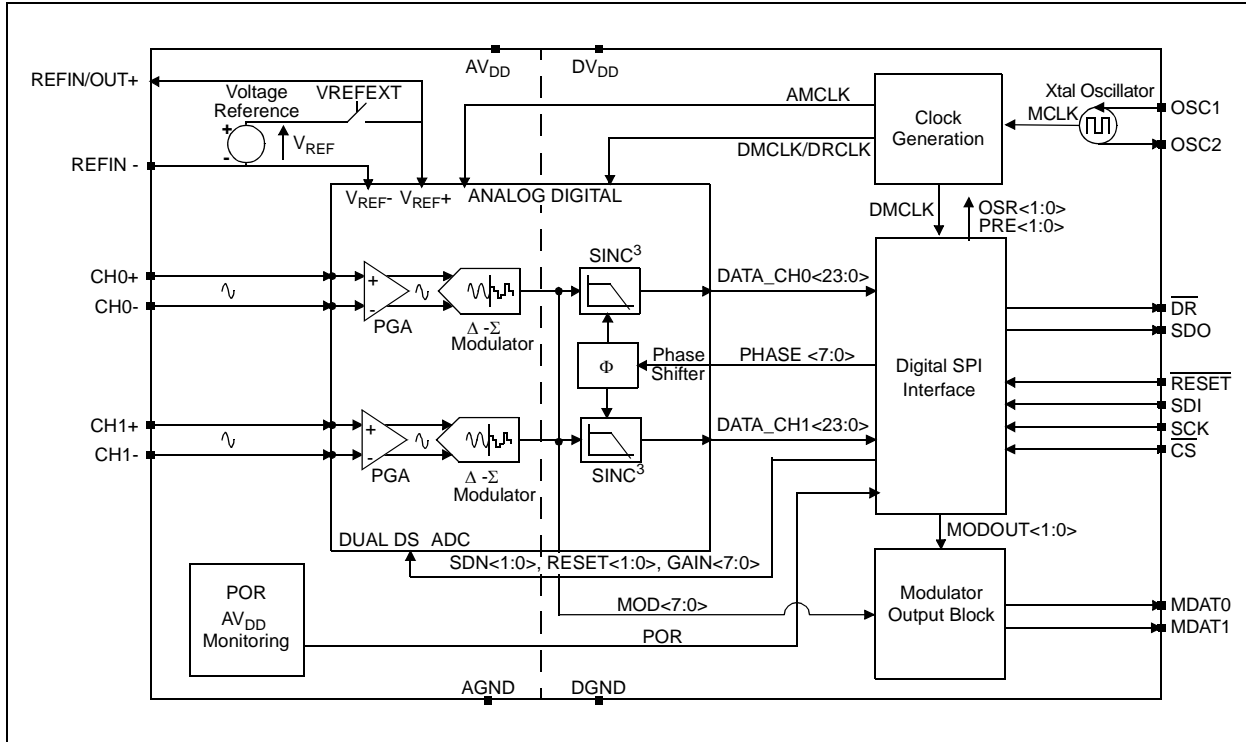 AVDD
DVDD
REFIN/OUT+
Voltage
Reference
VREFEXT
+
-
VREF
REFIN -
AMCLK
DMCLK/DRCLK
Clock
Generation
Xtal Oscillator
MCLK
OSC1
OSC2
VREF- VREF+
ANALOG DIGITAL
DMCLK
OSR<1:0>
PRE<1:0>
CH0+
CH0-
+
-
PGA
Δ -Σ
Modulator
SINC3
DATA_CH0<23:0>
Φ
Phase
Shifter
PHASE <7:0>
Digital SPI
Interface
DR
SDO
RESET
SDI
SCK
CS
CH1+
CH1-
+
-
PGA
Δ -Σ
Modulator
SINC3
DATA_CH1<23:0>
DUAL DS ADC
SDN<1:0>, RESET<1:0>, GAIN<7:0>
MODOUT<1:0>
POR
AVDD
Monitoring
MOD<7:0>
POR
Modulator
Output Block
MDAT0
MDAT1
AGND
DGND